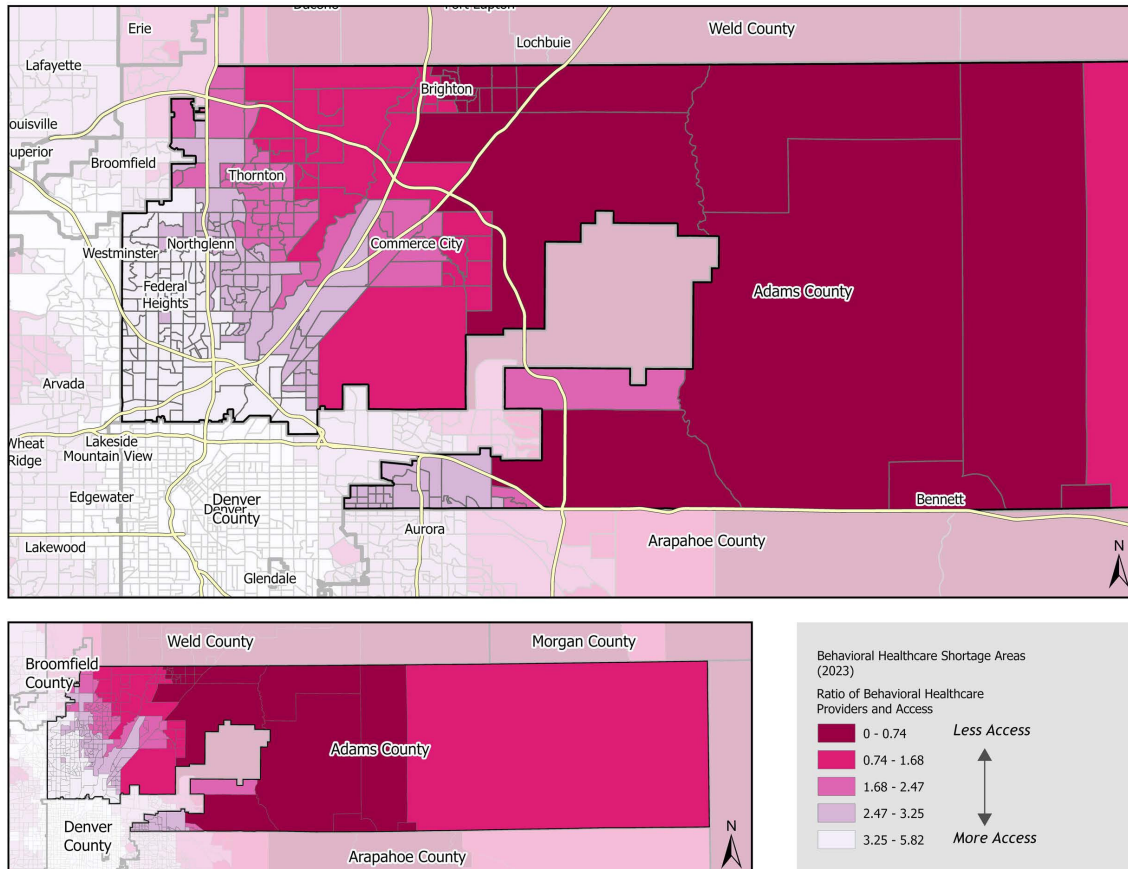 Erie
Weld County
Lochbuie
Lafayette
Brighton
Broomfield
Thornton
Northglenn
Commerce City
Westminster
Federal
Heights
Adams County
Arvada
Wheat
Ridge
Lakeside
Mountain View
Edgewater
Denver
County
Denver
Bennett
Aurora
Arapahoe County
Lakewood
Glendale
N
Weld County
Morgan County
Broomfield
County
Adams County
Denver
County
Arapahoe County
N
Behavioral Healthcare Shortage Areas
(2023)
Ratio of Behavioral Healthcare
Providers and Access
0 - 0.74
Less Access
0.74 - 1.68
1.68 - 2.47
2.47 - 3.25
3.25 - 5.82
More Access